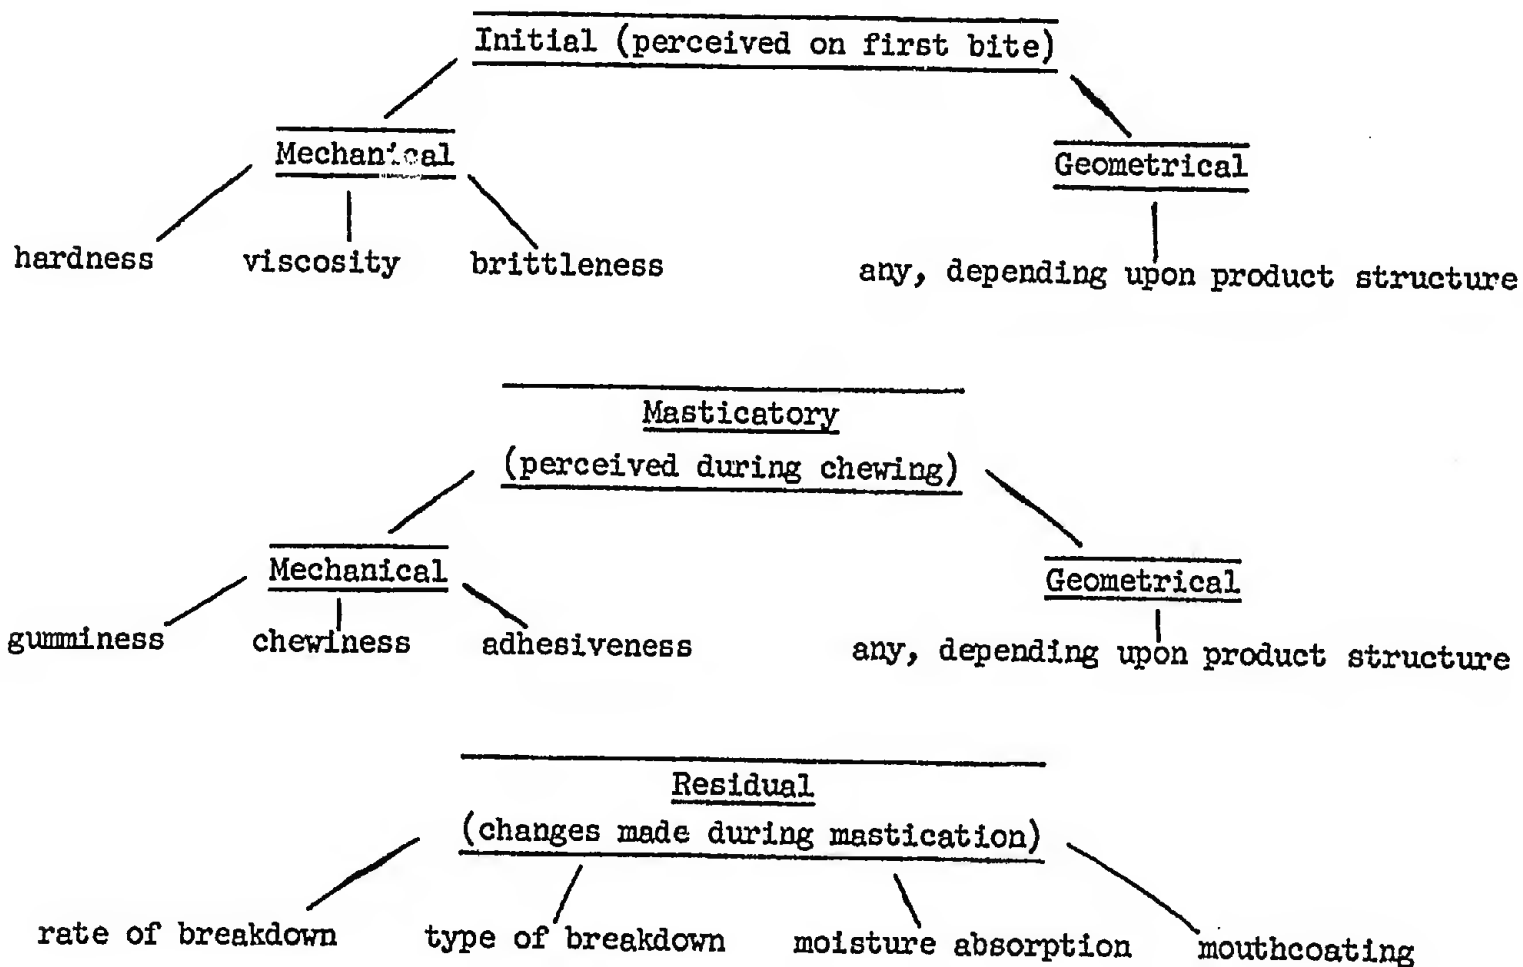 Initial (perceived on first bite)
Mechanical
Geometrical
hardness
viscosity
brittleness
any, depending upon product structure
Masticatory
(perceived during chewing)
Mechanical
Geometrical
gumminess
chewiness
adhesiveness
any, depending upon product structure
Residual
(changes made during mastication)
rate of breakdown
type of breakdown
moisture absorption
mouthcoating